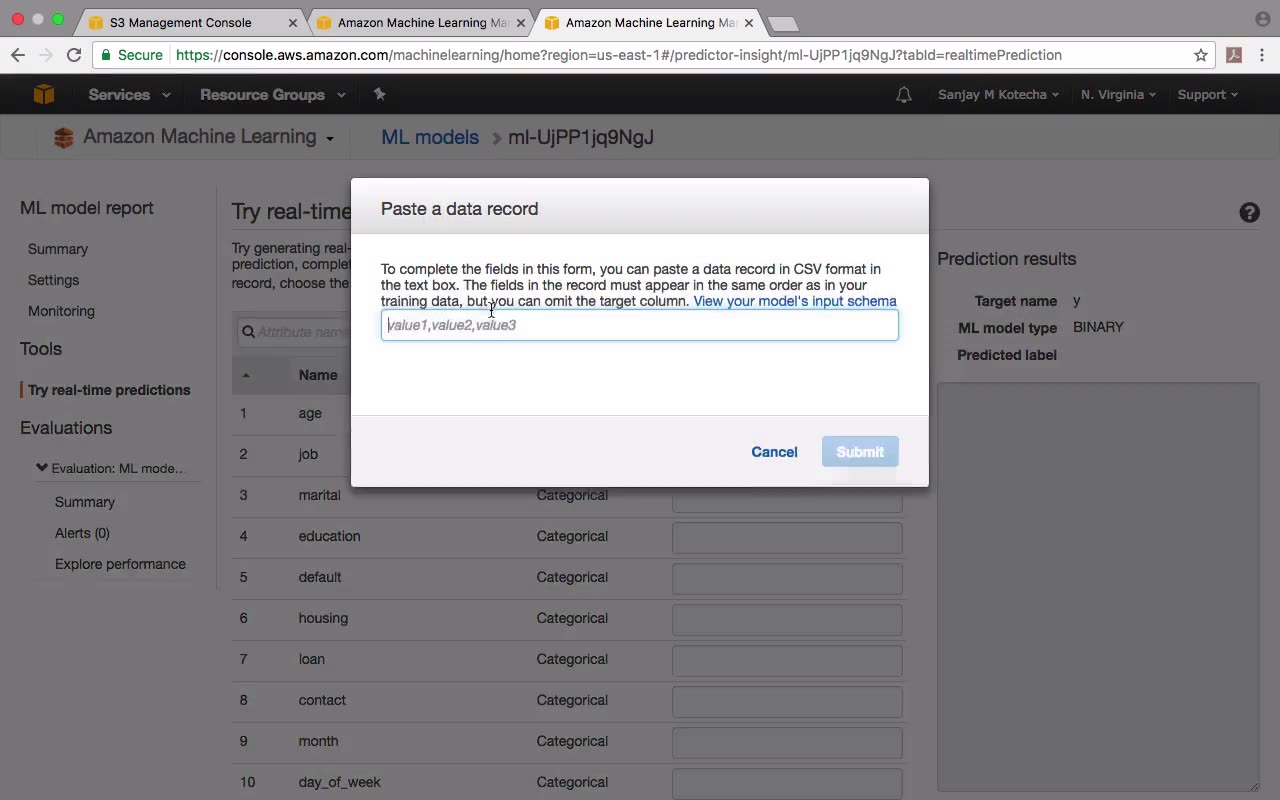 S3 Management Console
Amazon Machine Learning Ma
Amazon Machine Learning Ma
Secure https://console.aws.amazon.com/machinelearning/home?region=us-east-1#/predictor-insight/ml-UjPP1jq9NgJ?tabId=realtimePrediction
Services Resource Groups Sanjay M Kotecha N. Virginia Support
Amazon Machine Learning ML models ml-UjPP1jq9NgJ
ML model report
Summary
Settings
Monitoring
Tools
Try real-time predictions
Evaluations
Evaluation: ML mode...
Summary
Alerts (0)
Explore performance
Try real-time
Try generating real-
prediction, complet
record, choose the
Attribute name
Name
1 age
2 job
3 marital Categorical
4 education Categorical
5 default Categorical
6 housing Categorical
7 loan Categorical
8 contact Categorical
9 month Categorical
10 day_of_week Categorical
Paste a data record
To complete the fields in this form, you can paste a data record in CSV format in
the text box. The fields in the record must appear in the same order as in your
training data, but you can omit the target column. View your model's input schema
value1,value2,value3
Cancel Submit
?
Prediction results
Target name y
ML model type BINARY
Predicted label